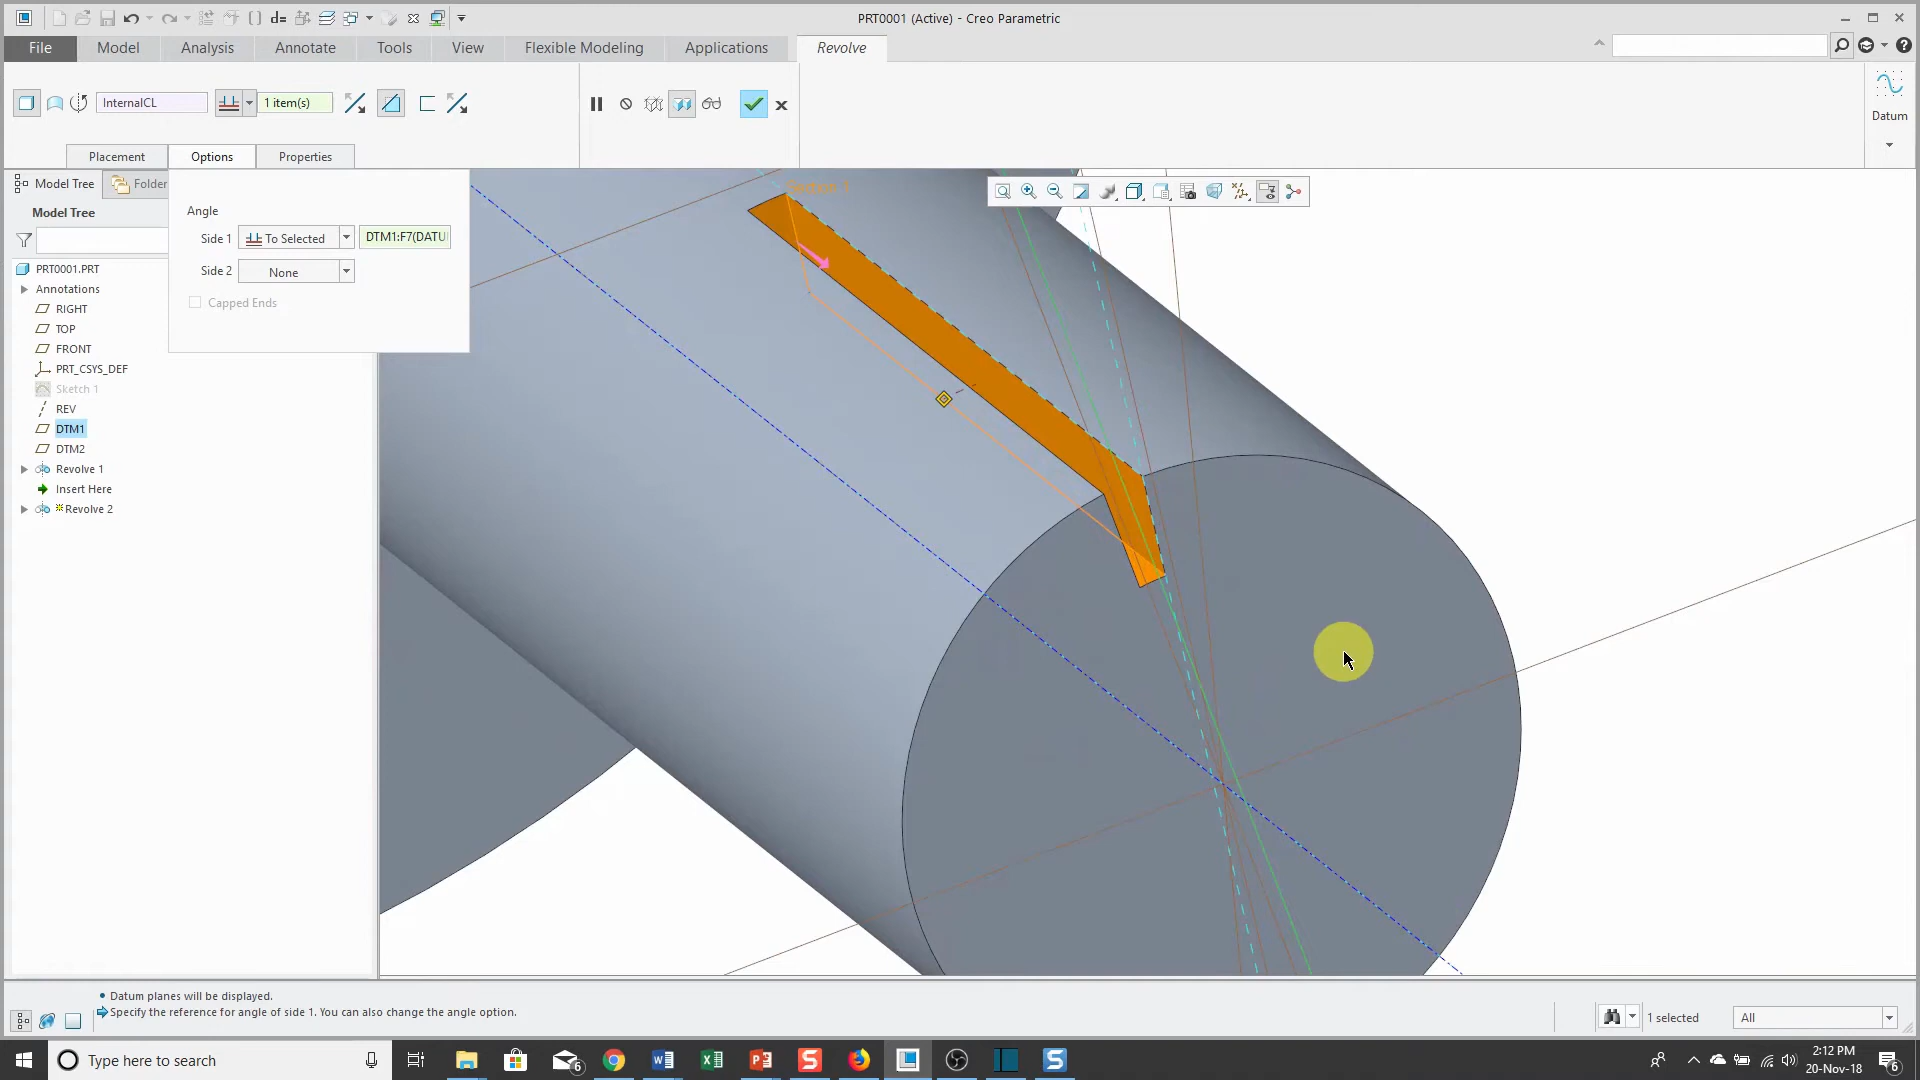 PRT0001 (Active) - Creo Parametric
File Model Analysis Annotate Tools View Flexible Modeling Applications Revolve
InternalCL 1 item(s)
Datum
Placement Options Properties
Model Tree Folder
Model Tree
Angle
Side 1 To Selected DTM1:F7(DATU
Side 2 None
Capped Ends
Section 1
PRT0001.PRT
Annotations
RIGHT
TOP
FRONT
PRT_CSYS_DEF
Sketch 1
REV
DTM1
DTM2
Revolve 1
Insert Here
Revolve 2
Datum planes will be displayed.
Specify the reference for angle of side 1. You can also change the angle option.
1 selected All
Type here to search
6
2:12 PM
20-Nov-18
6